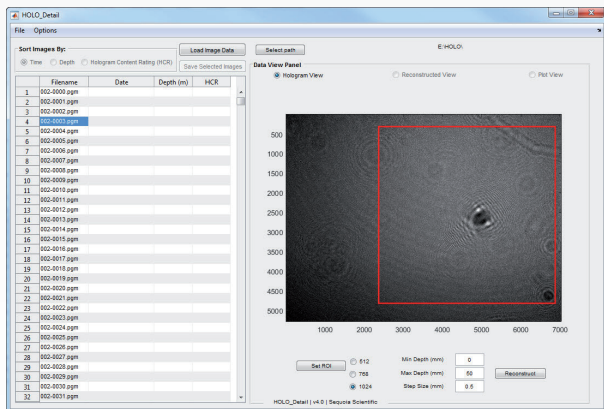 HOLO_Detail
File Options
Sort Images By:
Time Depth Hologram Content Rating (HCR)
Load Image Data
Save Selected Images
Select path
E:\HOLO\
Data View Panel
Hologram View Reconstructed View Plot View
Filename Date Depth (m) HCR
1 002-0000.pgm
2 002-0001.pgm
3 002-0002.pgm
4 002-0003.pgm
5 002-0004.pgm
6 002-0005.pgm
7 002-0006.pgm
8 002-0007.pgm
9 002-0008.pgm
10 002-0009.pgm
11 002-0010.pgm
12 002-0011.pgm
13 002-0012.pgm
14 002-0013.pgm
15 002-0014.pgm
16 002-0015.pgm
17 002-0016.pgm
18 002-0017.pgm
19 002-0018.pgm
20 002-0019.pgm
21 002-0020.pgm
22 002-0021.pgm
23 002-0022.pgm
24 002-0023.pgm
25 002-0024.pgm
26 002-0025.pgm
27 002-0026.pgm
28 002-0027.pgm
29 002-0028.pgm
30 002-0029.pgm
31 002-0030.pgm
32 002-0031.pgm
500
1000
1500
2000
2500
3000
3500
4000
4500
5000
1000 2000 3000 4000 5000 6000 7000
Set ROI
512
768
1024
Min Depth (mm) 0
Max Depth (mm) 50
Step Size (mm) 0.5
Reconstruct
HOLO_Detail | v4.0 | Sequoia Scientific